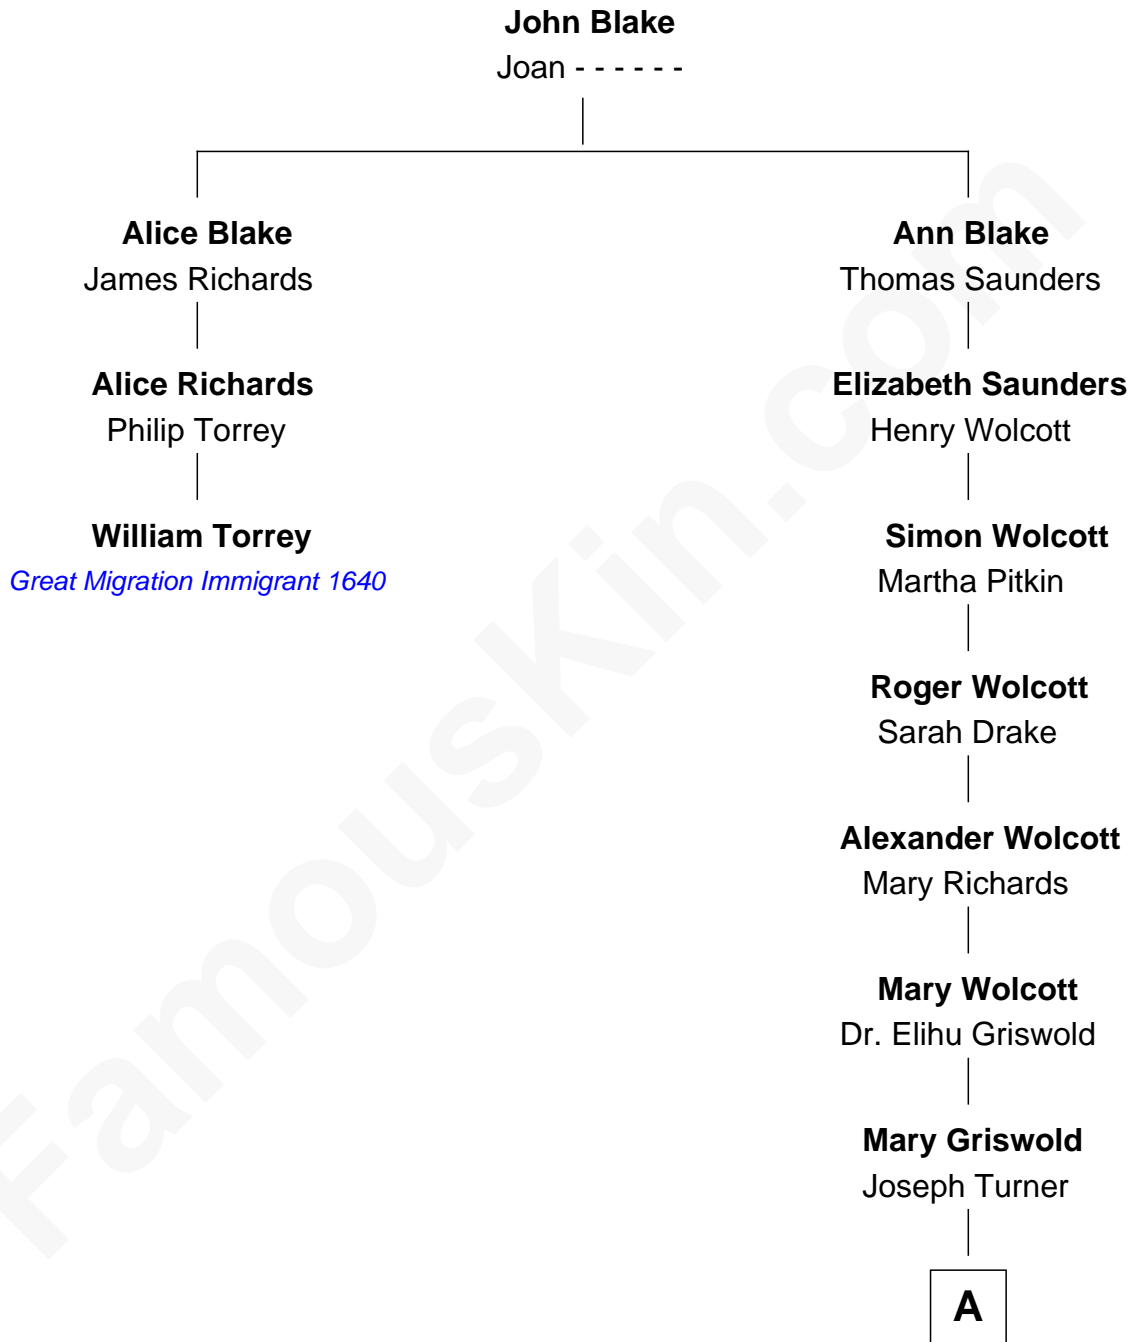 John Blake
Joan - - - - - -
Alice Blake
James Richards
Alice Richards
Philip Torrey
William Torrey
Great Migration Immigrant 1640
Ann Blake
Thomas Saunders
Elizabeth Saunders
Henry Wolcott
Simon Wolcott
Martha Pitkin
Roger Wolcott
Sarah Drake
Alexander Wolcott
Mary Richards
Mary Wolcott
Dr. Elihu Griswold
Mary Griswold
Joseph Turner
A
FamousKin.com